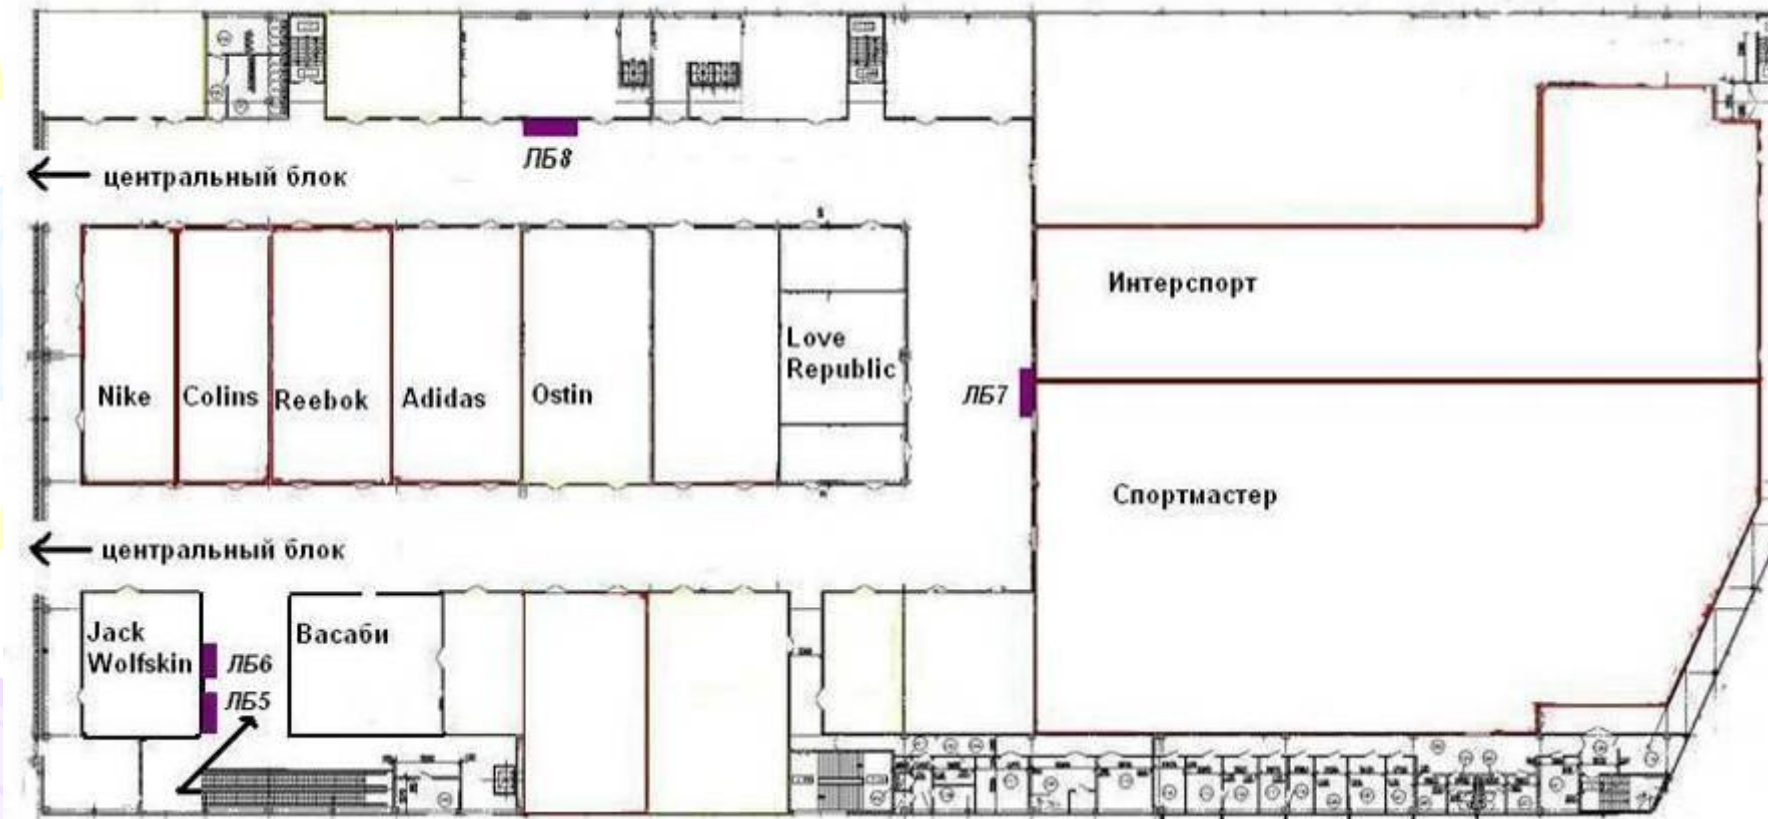 ЛБ8
центральный блок
Интерспорт
Love
Republic
Nike
Colins
Reebok
Adidas
Ostin
ЛБ7
Спортмастер
центральный блок
Jack
Wolfskin
Васаби
ЛБ6
ЛБ5